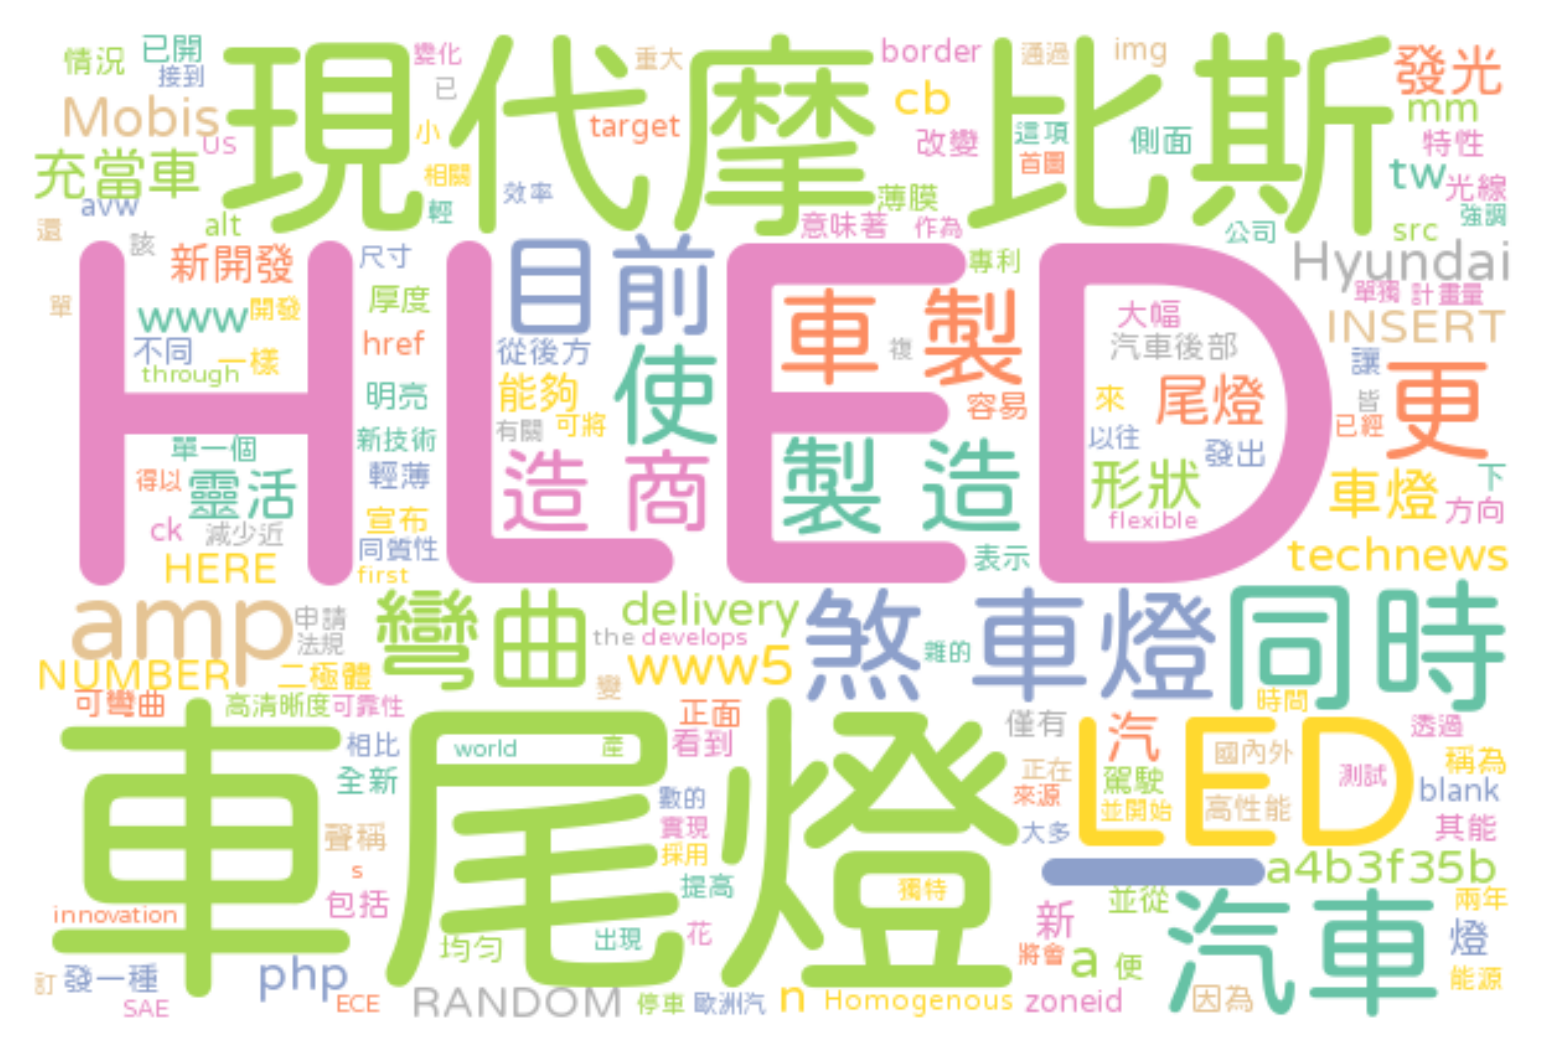 情況 已開 現代摩比斯 變化 重大 border 通過 img 發光
接到 已 cb mm
Mobis us 小 target 改變 這項 側面 特性
充當車 相關 效率 首圖 tw 光線
avw alt 輕 薄膜 強調
還 該 意味著 作為 公司 src
新開發 尺寸 目前 專利 Hyundai
單 www 開發 厚度 車 製 大幅 單獨 計畫量
HLED
不同 一樣 href 從後方 使 複 汽車後部 INSERT
through 讓 更
明亮 能夠 容易 來 尾燈 皆
單一個 新技術 有關 可將 以往 發出 已經
得以 靈活 輕薄 造 商 製 造 形狀 車燈 下
ck 減少近 宣布 flexible 方向
HERE 同質性 表示 technews
first
amp 申請 彎曲 delivery 煞車燈 同時
法規 the develops 雜的
NUMBER 二極體 www5
變
可彎曲 高清晰度 可靠性 正面 時間
車尾燈 相比 world 產 看到 僅有 汽 LED 國內外 透過
全新 數的 正在 駕駛 測試 稱為
來源 並開始 高性能 blank
聲稱 實現 大多 其能
s 採用 a4b3f35b
包括 提高 獨特 並從 兩年
innovation 花 新 汽車 燈
均勻 出現 將會 a 便
訂 發一種 php 能源
SAE ECE RANDOM 停車 歐洲汽 n Homogenous zoneid 因為